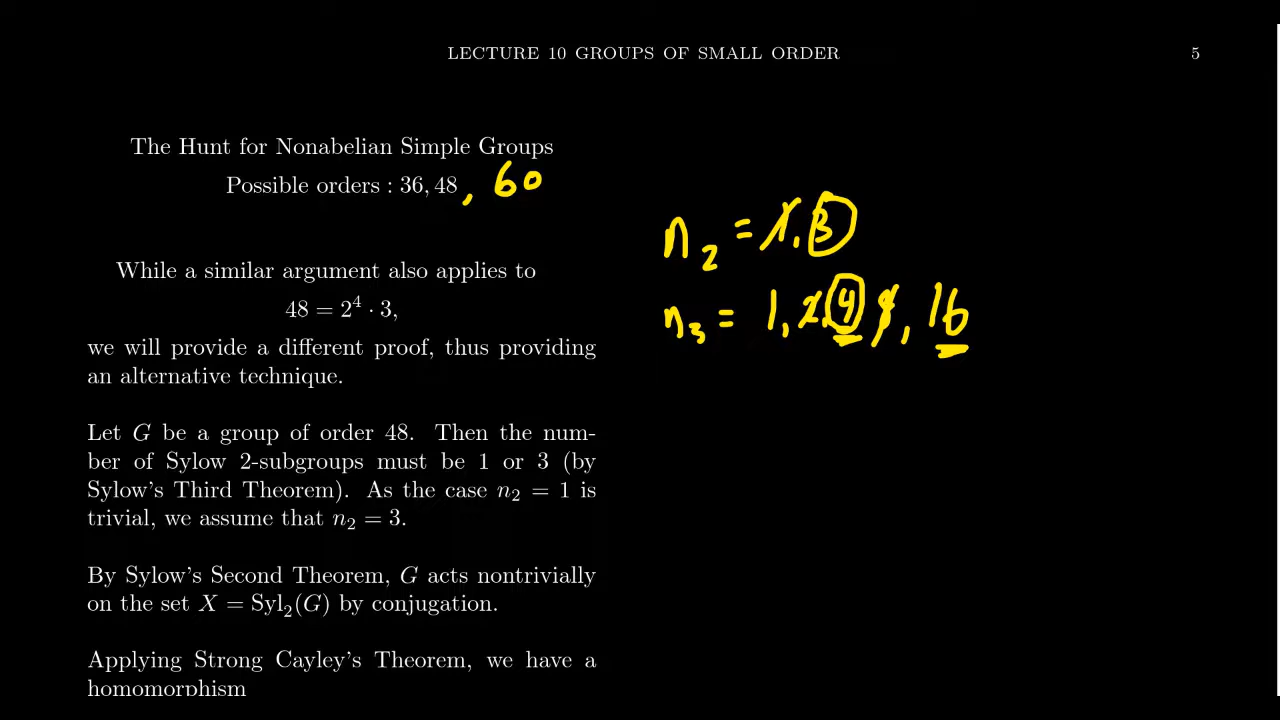 LECTURE 10 GROUPS OF SMALL ORDER 5
The Hunt for Nonabelian Simple Groups
Possible orders : 36, 48 , 60
While a similar argument also applies to
48 = 2⁴ · 3,
we will provide a different proof, thus providing
an alternative technique.
Let G be a group of order 48. Then the num-
ber of Sylow 2-subgroups must be 1 or 3 (by
Sylow's Third Theorem). As the case n₂ = 1 is
trivial, we assume that n₂ = 3.
By Sylow's Second Theorem, G acts nontrivially
on the set X = Syl₂(G) by conjugation.
Applying Strong Cayley's Theorem, we have a
homomorphism
n₂ = 1, 3
n₃ = 1, 2, 4, 8, 16